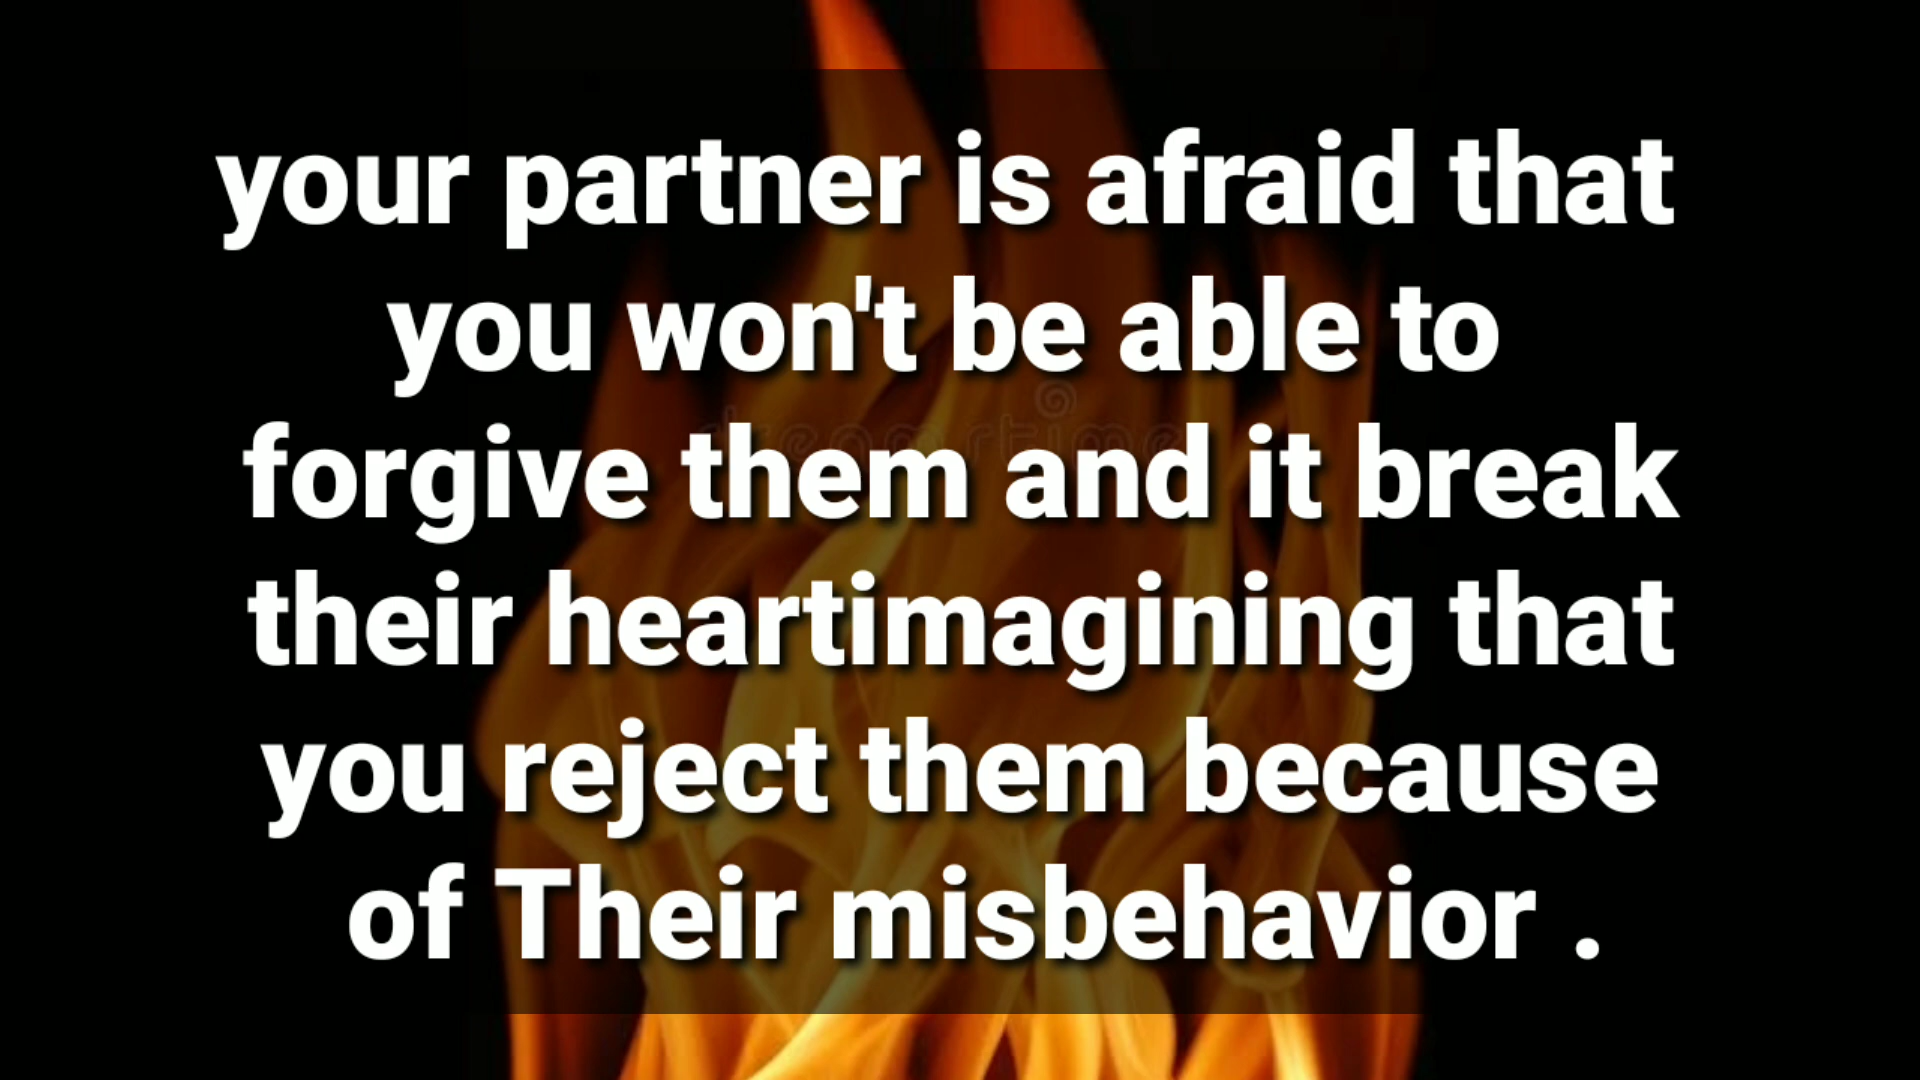 your partner is afraid that
you won't be able to
forgive them and it break
their heartimagining that
you reject them because
of Their misbehavior .
dreamstime